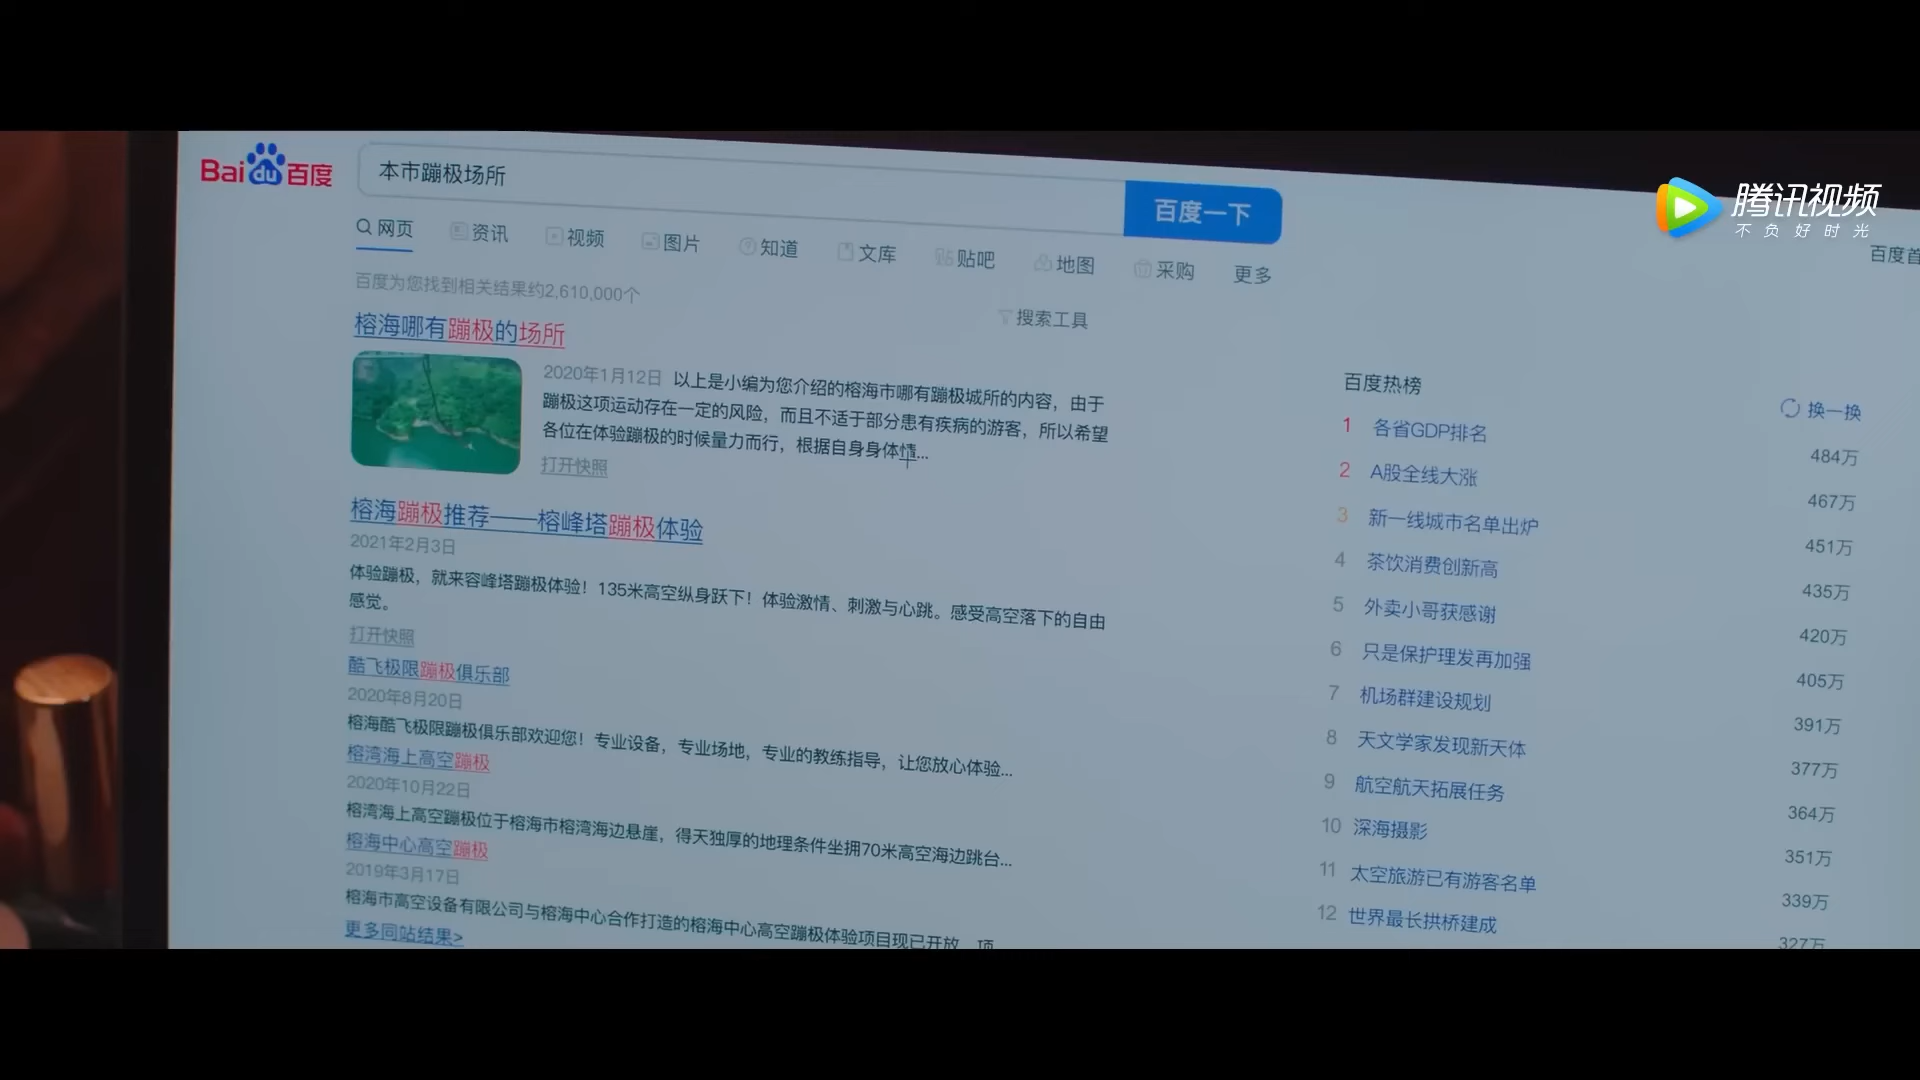 Baidu百度
本市蹦极场所
百度一下
腾讯视频
不负好时光
百度首
网页 资讯 视频 图片 知道 文库 贴吧 地图 采购 更多
百度为您找到相关结果约2,610,000个
搜索工具
榕海哪有蹦极的场所
2020年1月12日 以上是小编为您介绍的榕海市哪有蹦极城所的内容，由于
蹦极这项运动存在一定的风险，而且不适于部分患有疾病的游客，所以希望
各位在体验蹦极的时候量力而行，根据自身身体情...
打开快照
榕海蹦极推荐——榕峰塔蹦极体验
2021年2月3日
体验蹦极，就来容峰塔蹦极体验！135米高空纵身跃下！体验激情、刺激与心跳。感受高空落下的自由
感觉。
打开快照
酷飞极限蹦极俱乐部
2020年8月20日
榕海酷飞极限蹦极俱乐部欢迎您！专业设备，专业场地，专业的教练指导，让您放心体验...
榕湾海上高空蹦极
2020年10月22日
榕湾海上高空蹦极位于榕海市榕湾海边悬崖，得天独厚的地理条件坐拥70米高空海边跳台...
榕海中心高空蹦极
2019年3月17日
榕海市高空设备有限公司与榕海中心合作打造的榕海中心高空蹦极体验项目现已开放，项
更多同站结果>
百度热榜
换一换
1 各省GDP排名 484万
2 A股全线大涨 467万
3 新一线城市名单出炉 451万
4 茶饮消费创新高 435万
5 外卖小哥获感谢 420万
6 只是保护理发再加强 405万
7 机场群建设规划 391万
8 天文学家发现新天体 377万
9 航空航天拓展任务 364万
10 深海摄影 351万
11 太空旅游已有游客名单 339万
12 世界最长拱桥建成 327万